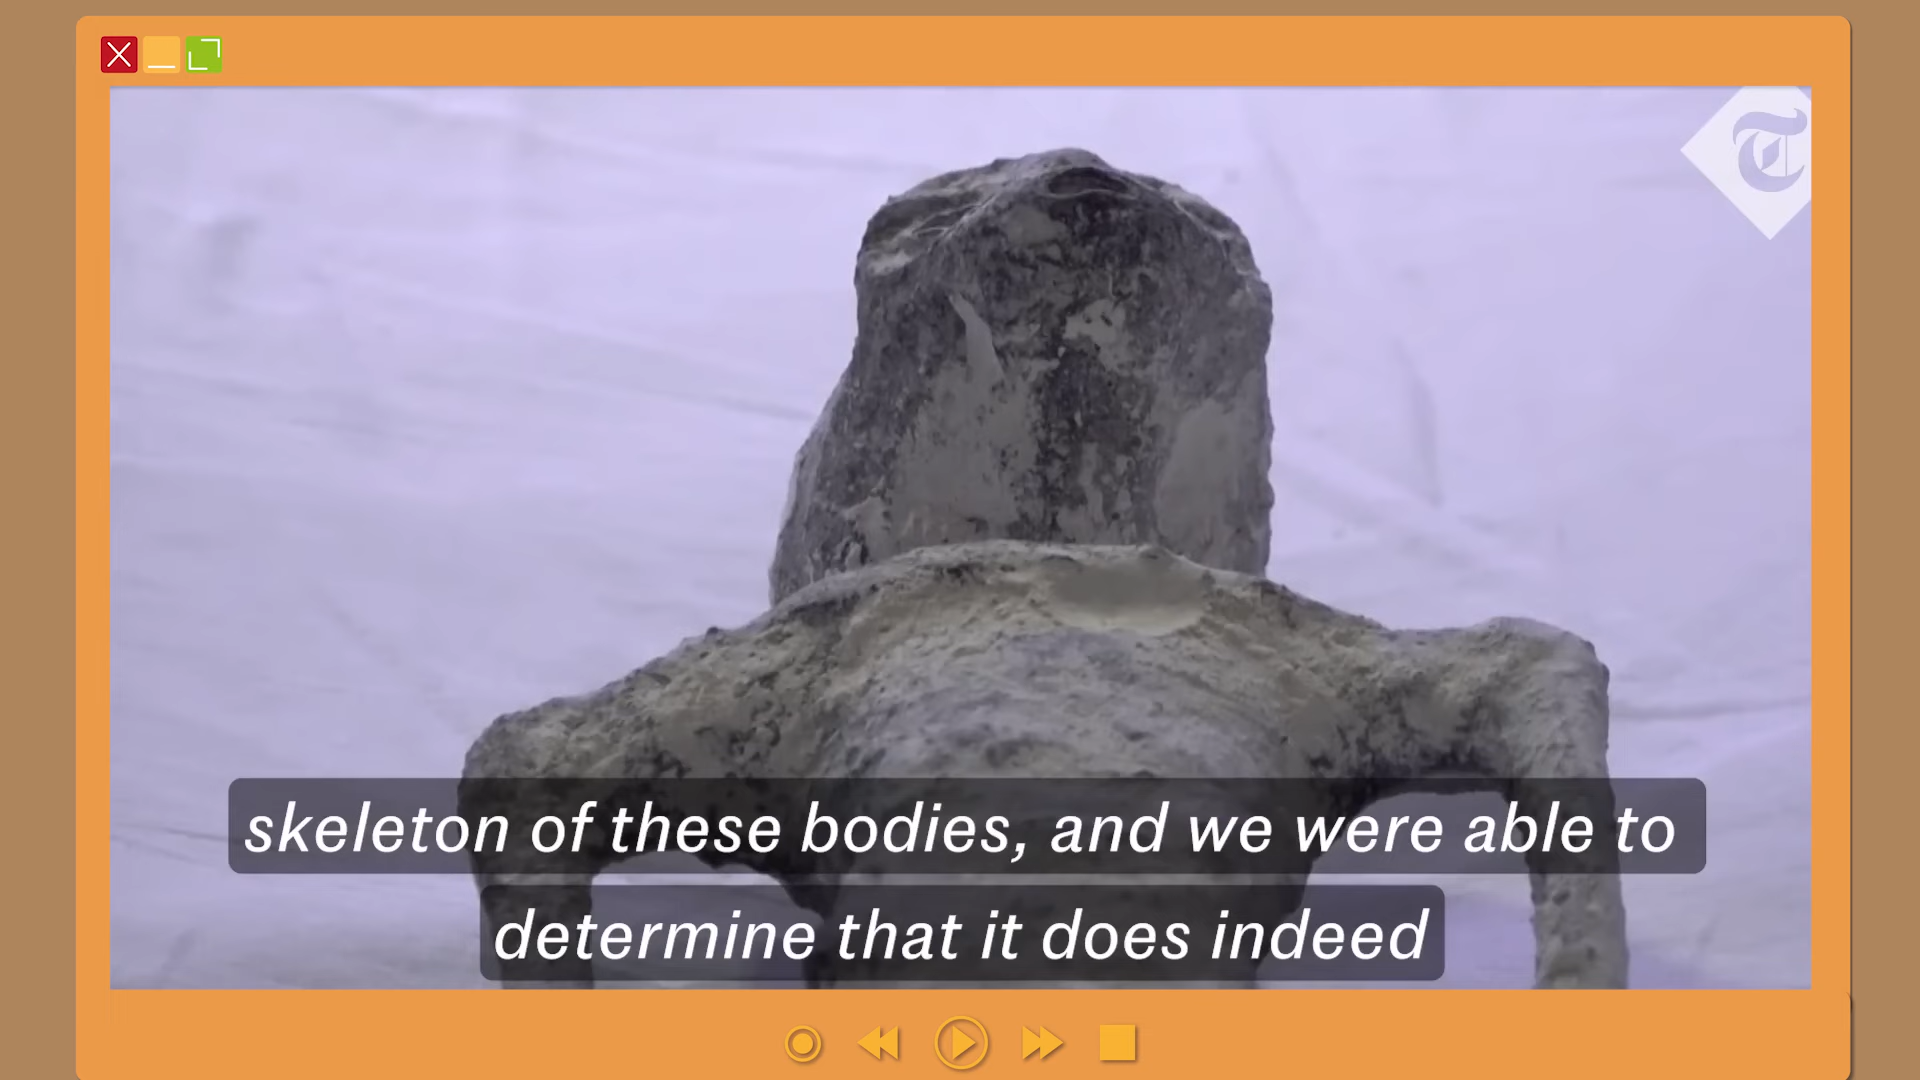 T
skeleton of these bodies, and we were able to
determine that it does indeed